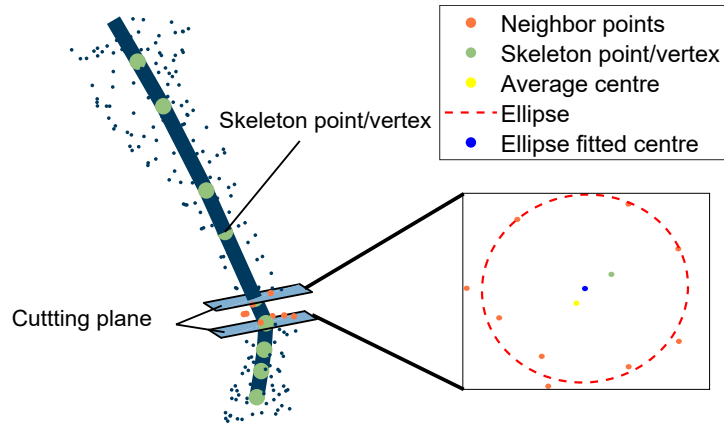 Neighbor points
Skeleton point/vertex
Average centre
Ellipse
Ellipse fitted centre
Skeleton point/vertex
Cuttting plane